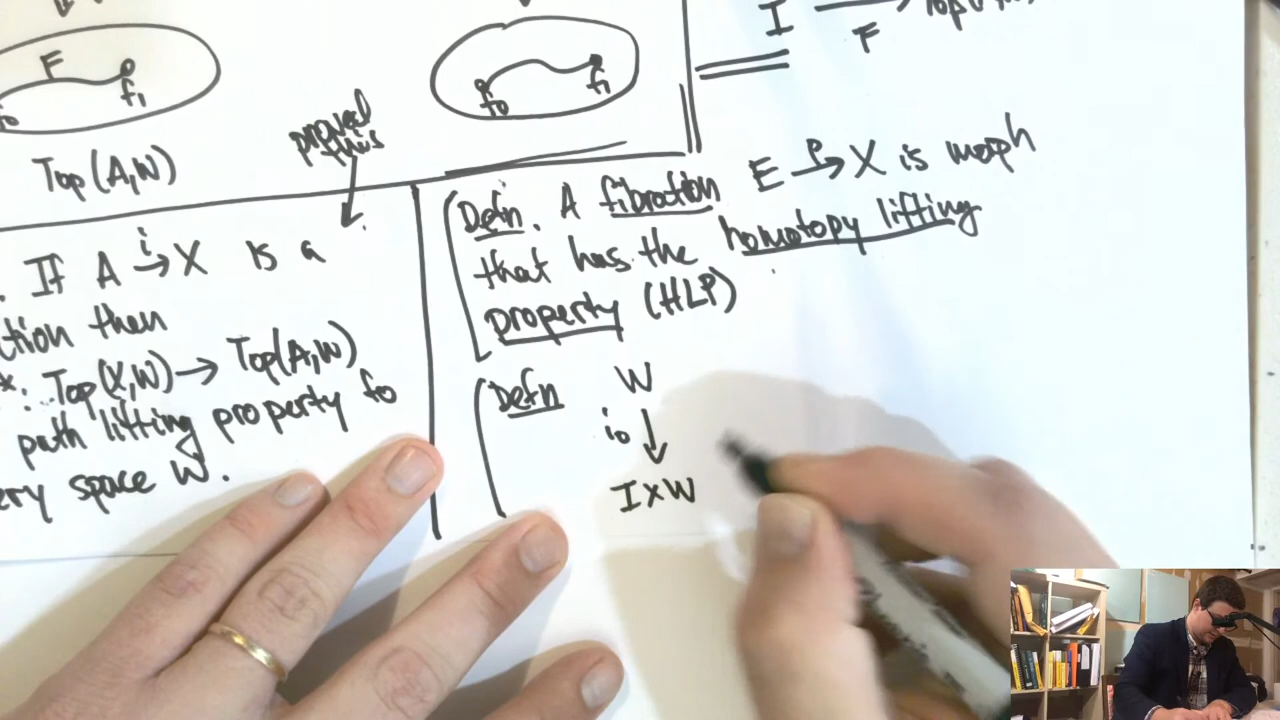 F
f₁
Top(A,W)
f₀
f₁
I
F
proved
this
. If A i→ X is a
tion then
*: Top(X,W) → Top(A,W)
path lifting property for
ery space W.
Defn. A fibration E p→ X is morph
that has the homotopy lifting
property (HLP)
Defn
W
i₀ ↓
I×W